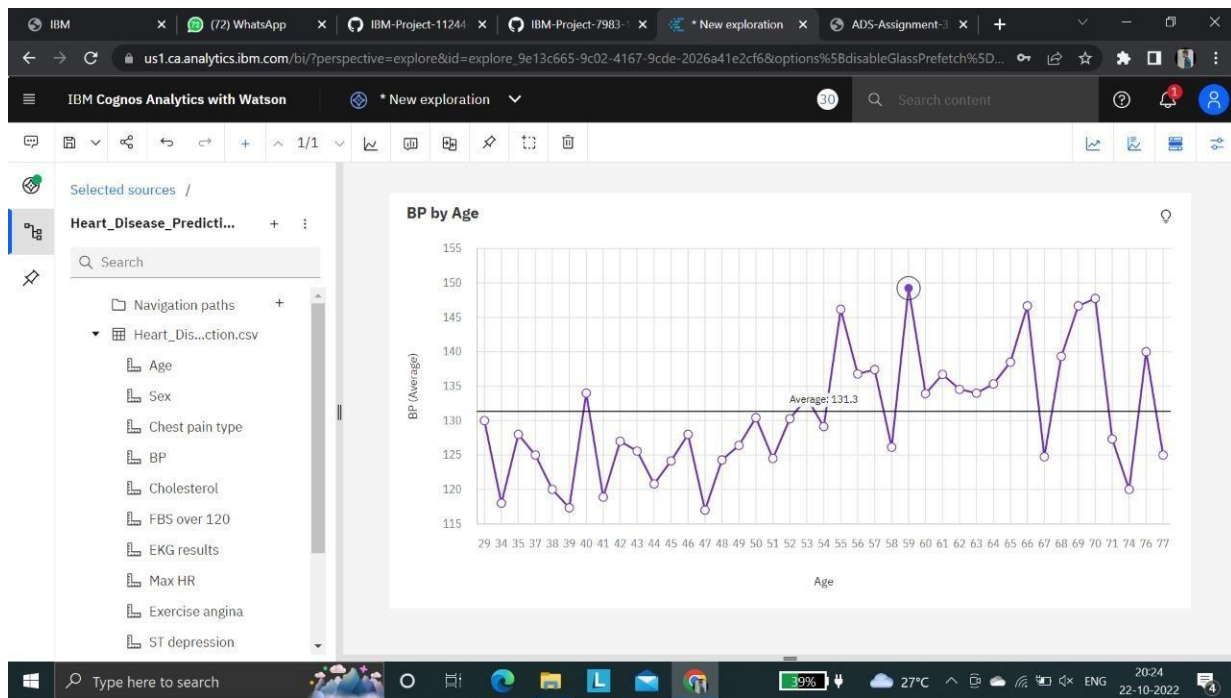 IBM
(72) WhatsApp
IBM-Project-11244
IBM-Project-7983-1
* New exploration
ADS-Assignment-3
us1.ca.analytics.ibm.com/bi/?perspective=explore&id=explore_9e13c665-9c02-4167-9cde-2026a41e2cf6&options%5BdisableGlassPrefetch%5D...
IBM Cognos Analytics with Watson
* New exploration
30
Search content
1
1/1
Selected sources /
Heart_Disease_Predicti...
Search
Navigation paths
Heart_Dis...ction.csv
Age
Sex
Chest pain type
BP
Cholesterol
FBS over 120
EKG results
Max HR
Exercise angina
ST depression
BP by Age
155
150
145
140
135
130
125
120
115
BP (Average)
Average: 131.3
29 34 35 37 38 39 40 41 42 43 44 45 46 47 48 49 50 51 52 53 54 55 56 57 58 59 60 61 62 63 64 65 66 67 68 69 70 71 74 76 77
Age
Type here to search
39%
27°C
ENG
20:24
22-10-2022